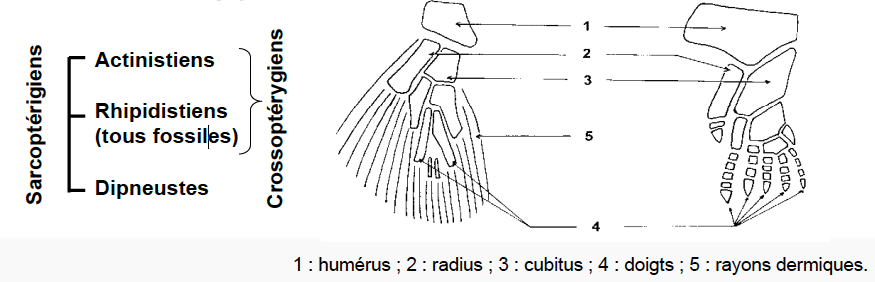 Sarcoptérigiens
Actinistiens
Rhipidistiens
(tous fossiles)
Dipneustes
Crossoptérygiens
1
2
3
5
4
1 : humérus ; 2 : radius ; 3 : cubitus ; 4 : doigts ; 5 : rayons dermiques.